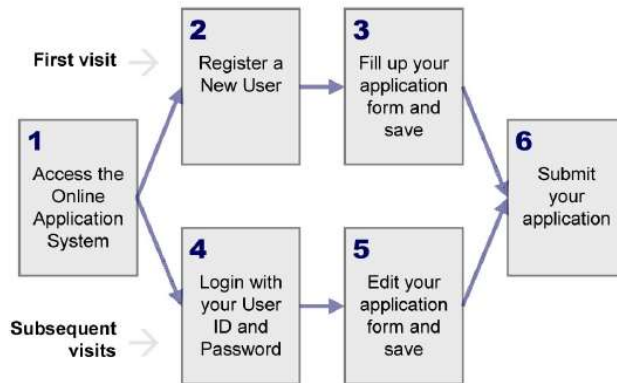 First visit
2
Register a
New User
3
Fill up your
application
form and
save
1
Access the
Online
Application
System
6
Submit
your
application
4
Login with
your User
ID and
Password
5
Edit your
application
form and
save
Subsequent
visits